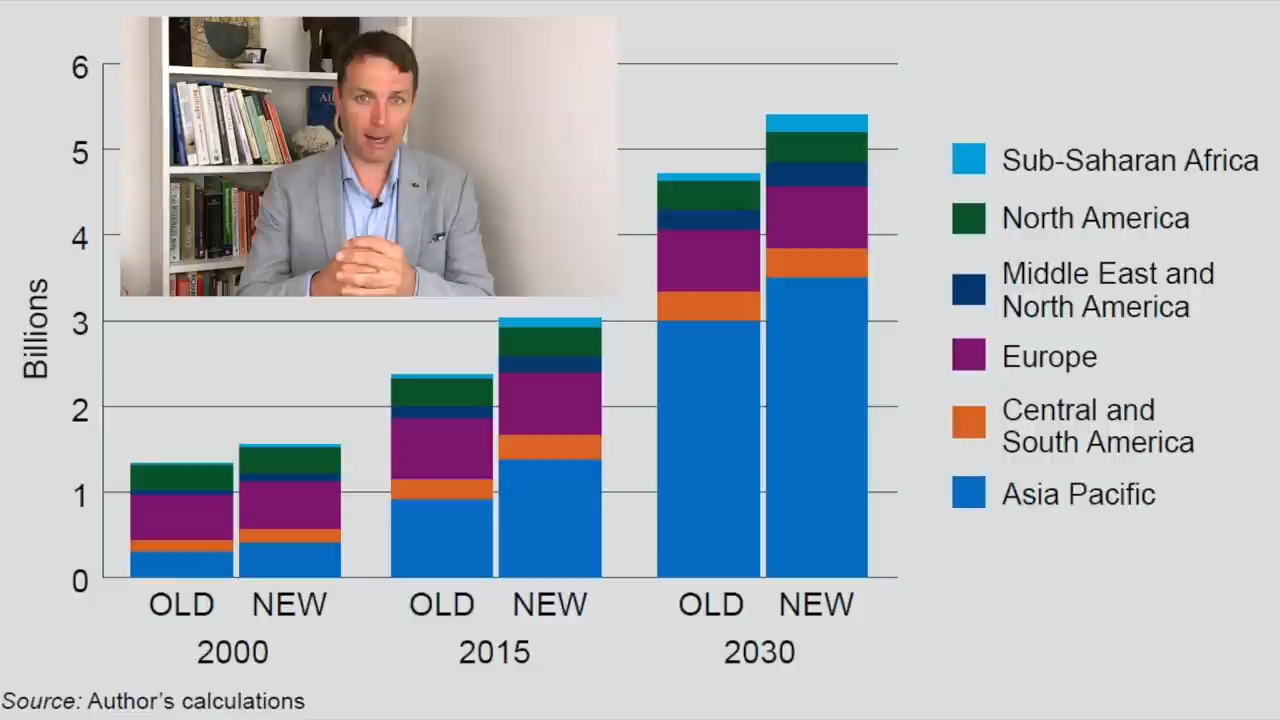 6
5
4
3
2
1
0
Billions
OLD NEW OLD NEW OLD NEW
2000 2015 2030
Sub-Saharan Africa
North America
Middle East and
North America
Europe
Central and
South America
Asia Pacific
Source: Author's calculations